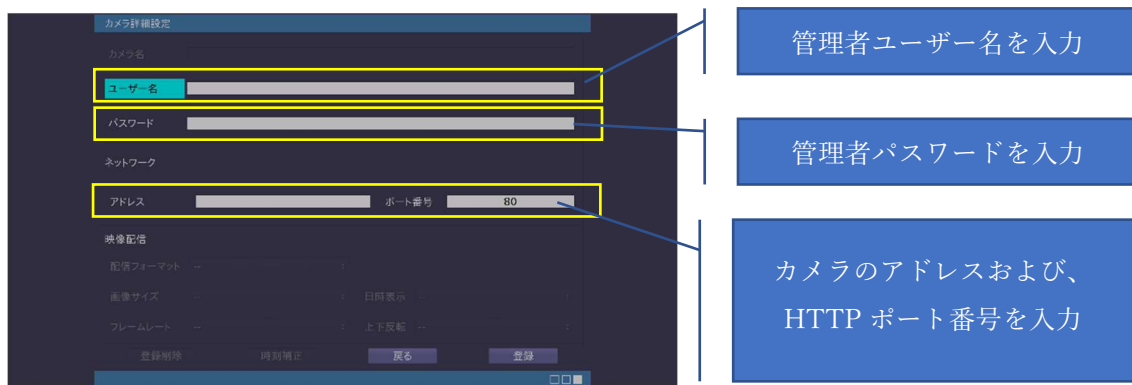 カメラ詳細設定
カメラ名
ユーザー名
パスワード
ネットワーク
アドレス ポート番号 80
映像配信
配信フォーマット --
画像サイズ -- 日時表示 --
フレームレート -- 上下反転 --
登録削除 時刻補正 戻る 登録
管理者ユーザー名を入力
管理者パスワードを入力
カメラのアドレスおよび、
HTTP ポート番号を入力